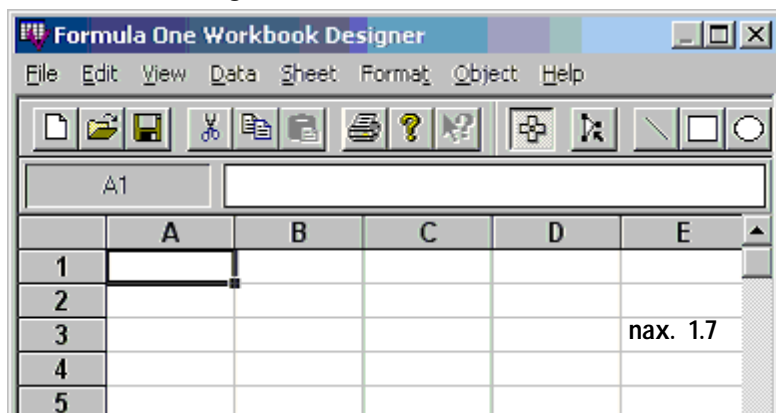 Formula One Workbook Designer
File Edit View Data Sheet Format Object Help
A1
A B C D E
1
2
3 nax. 1.7
4
5